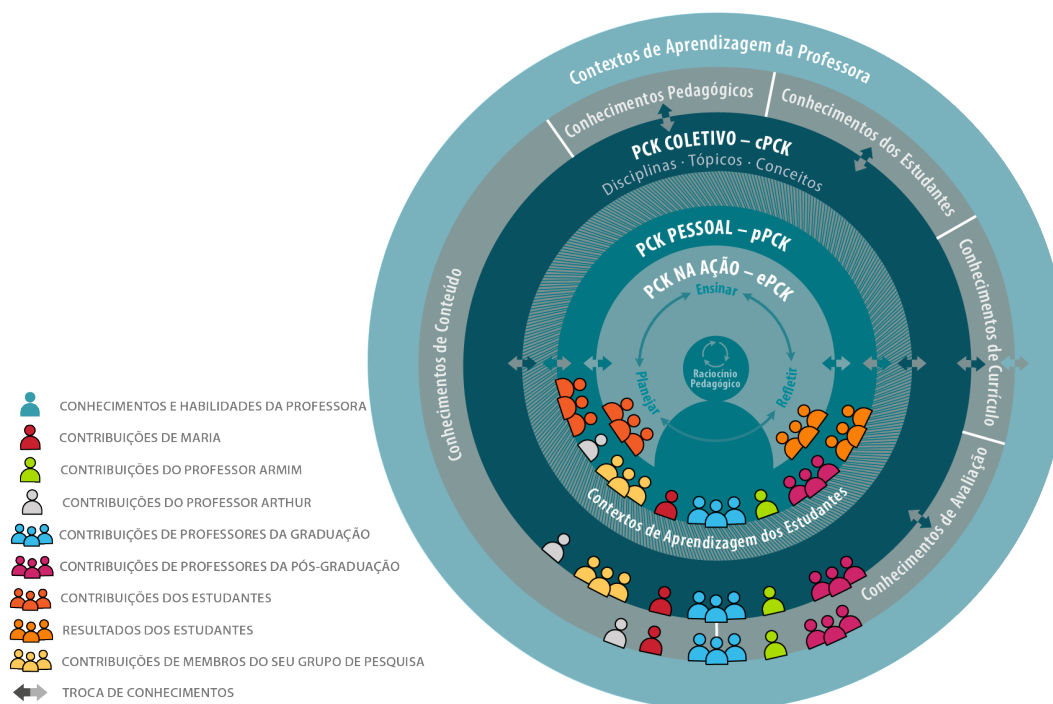 Contextos de Aprendizagem da Professora
Conhecimentos Pedagógicos
Conhecimentos dos Estudantes
Conhecimentos de Conteúdo
Conhecimentos de Currículo
Conhecimentos de Avaliação
PCK COLETIVO – cPCK
Disciplinas · Tópicos · Conceitos
PCK PESSOAL – pPCK
PCK NA AÇÃO – ePCK
Ensinar
Planejar
Refletir
Raciocínio
Pedagógico
Contextos de Aprendizagem dos Estudantes
CONHECIMENTOS E HABILIDADES DA PROFESSORA
CONTRIBUIÇÕES DE MARIA
CONTRIBUIÇÕES DO PROFESSOR ARMIM
CONTRIBUIÇÕES DO PROFESSOR ARTHUR
CONTRIBUIÇÕES DE PROFESSORES DA GRADUAÇÃO
CONTRIBUIÇÕES DE PROFESSORES DA PÓS-GRADUAÇÃO
CONTRIBUIÇÕES DOS ESTUDANTES
RESULTADOS DOS ESTUDANTES
CONTRIBUIÇÕES DE MEMBROS DO SEU GRUPO DE PESQUISA
TROCA DE CONHECIMENTOS